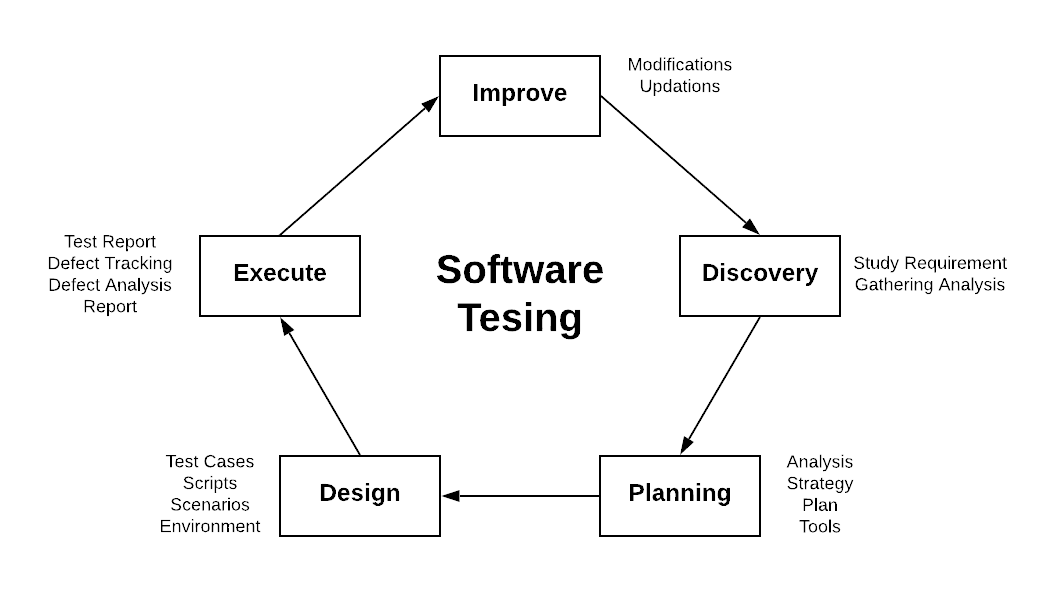 Improve
Modifications
Updations
Discovery
Study Requirement
Gathering Analysis
Planning
Analysis
Strategy
Plan
Tools
Design
Test Cases
Scripts
Scenarios
Environment
Execute
Test Report
Defect Tracking
Defect Analysis
Report
Software
Tesing